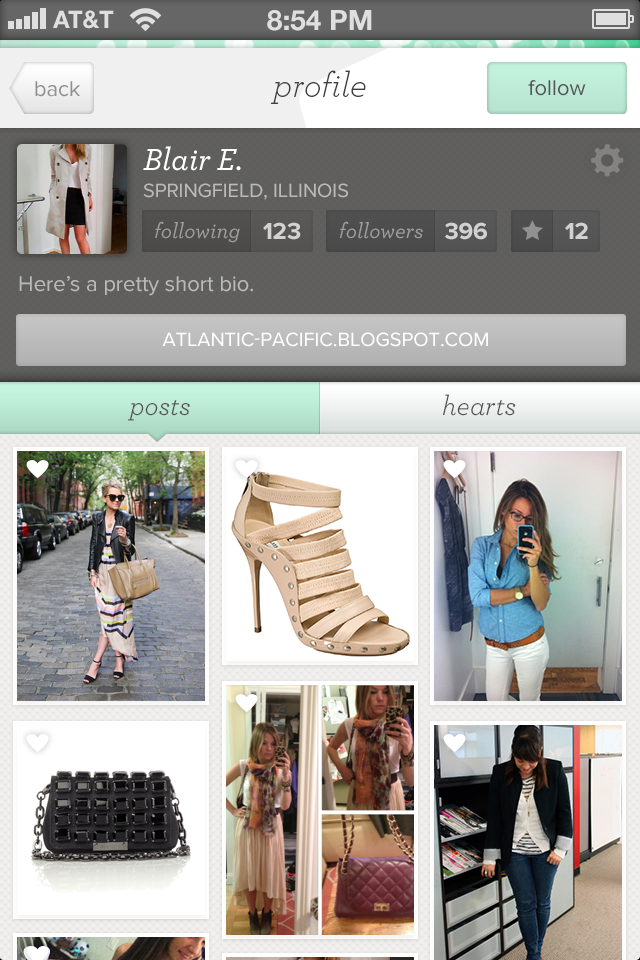 AT&T 8:54 PM
back profile follow
Blair E.
SPRINGFIELD, ILLINOIS
following 123 followers 396 12
Here's a pretty short bio.
ATLANTIC-PACIFIC.BLOGSPOT.COM
posts hearts